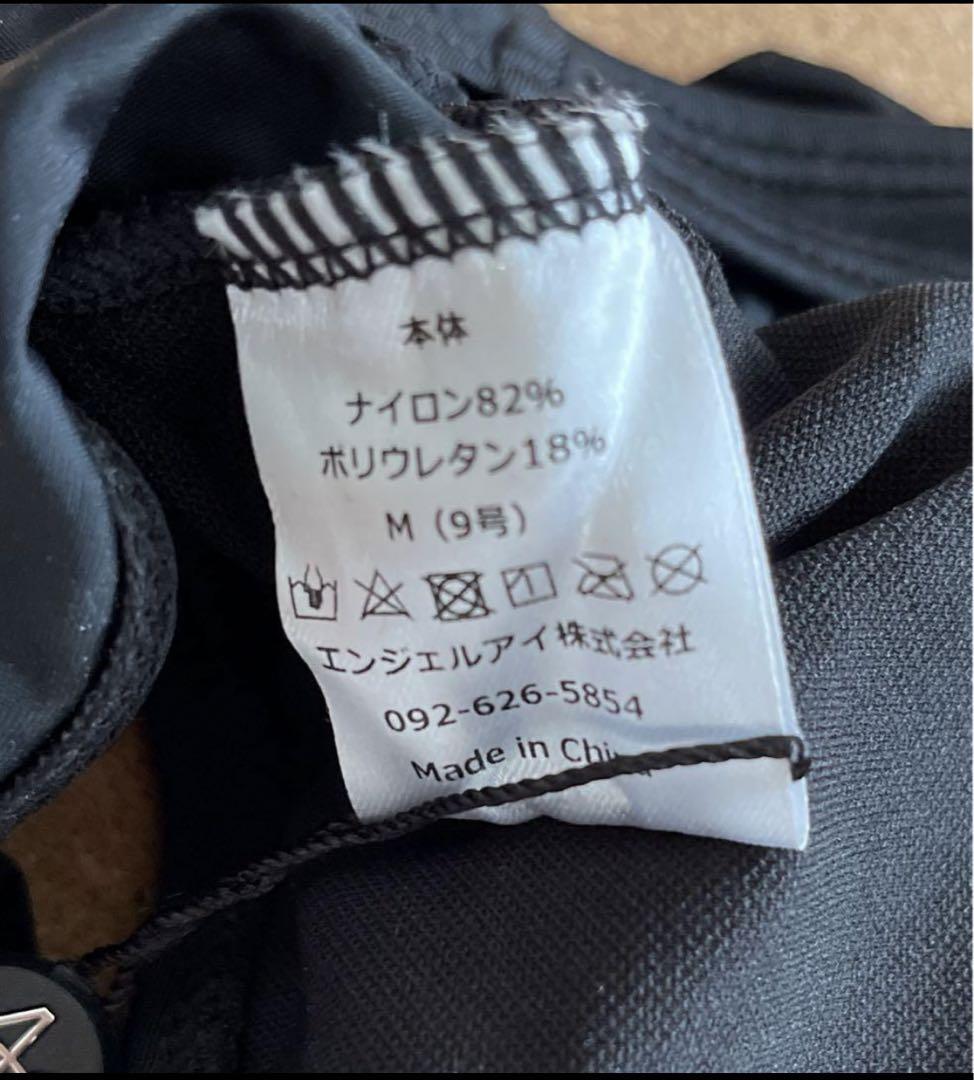 本体
ナイロン82%
ポリウレタン18%
M（9号）
エンジェルアイ株式会社
092-626-5854
Made in